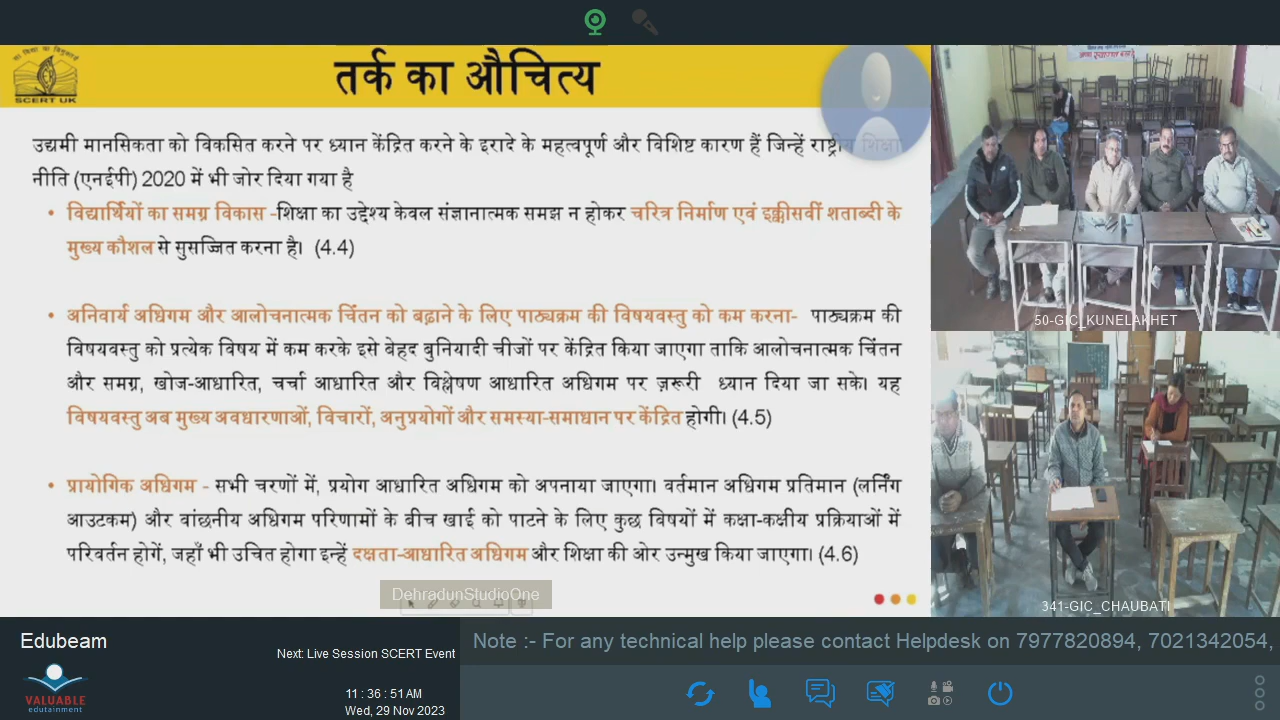 तर्क का औचित्य
SCERT UK
उद्यमी मानसिकता को विकसित करने पर ध्यान केंद्रित करने के इरादे के महत्वपूर्ण और विशिष्ट कारण हैं जिन्हें राष्ट्रीय शिक्षा
नीति (एनईपी) 2020 में भी जोर दिया गया है
• विद्यार्थियों का समग्र विकास -शिक्षा का उद्देश्य केवल संज्ञानात्मक समझ न होकर चरित्र निर्माण एवं इक्कीसवीं शताब्दी के
मुख्य कौशल से सुसज्जित करना है। (4.4)
• अनिवार्य अधिगम और आलोचनात्मक चिंतन को बढ़ाने के लिए पाठ्यक्रम की विषयवस्तु को कम करना- पाठ्यक्रम की
विषयवस्तु को प्रत्येक विषय में कम करके इसे बेहद बुनियादी चीजों पर केंद्रित किया जाएगा ताकि आलोचनात्मक चिंतन
और समग्र, खोज-आधारित, चर्चा आधारित और विश्लेषण आधारित अधिगम पर ज़रूरी ध्यान दिया जा सके। यह
विषयवस्तु अब मुख्य अवधारणाओं, विचारों, अनुप्रयोगों और समस्या-समाधान पर केंद्रित होगी। (4.5)
• प्रायोगिक अधिगम - सभी चरणों में, प्रयोग आधारित अधिगम को अपनाया जाएगा। वर्तमान अधिगम प्रतिमान (लर्निंग
आउटकम) और वांछनीय अधिगम परिणामों के बीच खाई को पाटने के लिए कुछ विषयों में कक्षा-कक्षीय प्रक्रियाओं में
परिवर्तन होगें, जहाँ भी उचित होगा इन्हें दक्षता-आधारित अधिगम और शिक्षा की ओर उन्मुख किया जाएगा। (4.6)
DehradunStudioOne
50-GIC_KUNELAKHET
341-GIC_CHAUBATI
Edubeam
Next: Live Session SCERT Event
Note :- For any technical help please contact Helpdesk on 7977820894, 7021342054,
VALUABLE
edutainment
11 : 36 : 51 AM
Wed, 29 Nov 2023